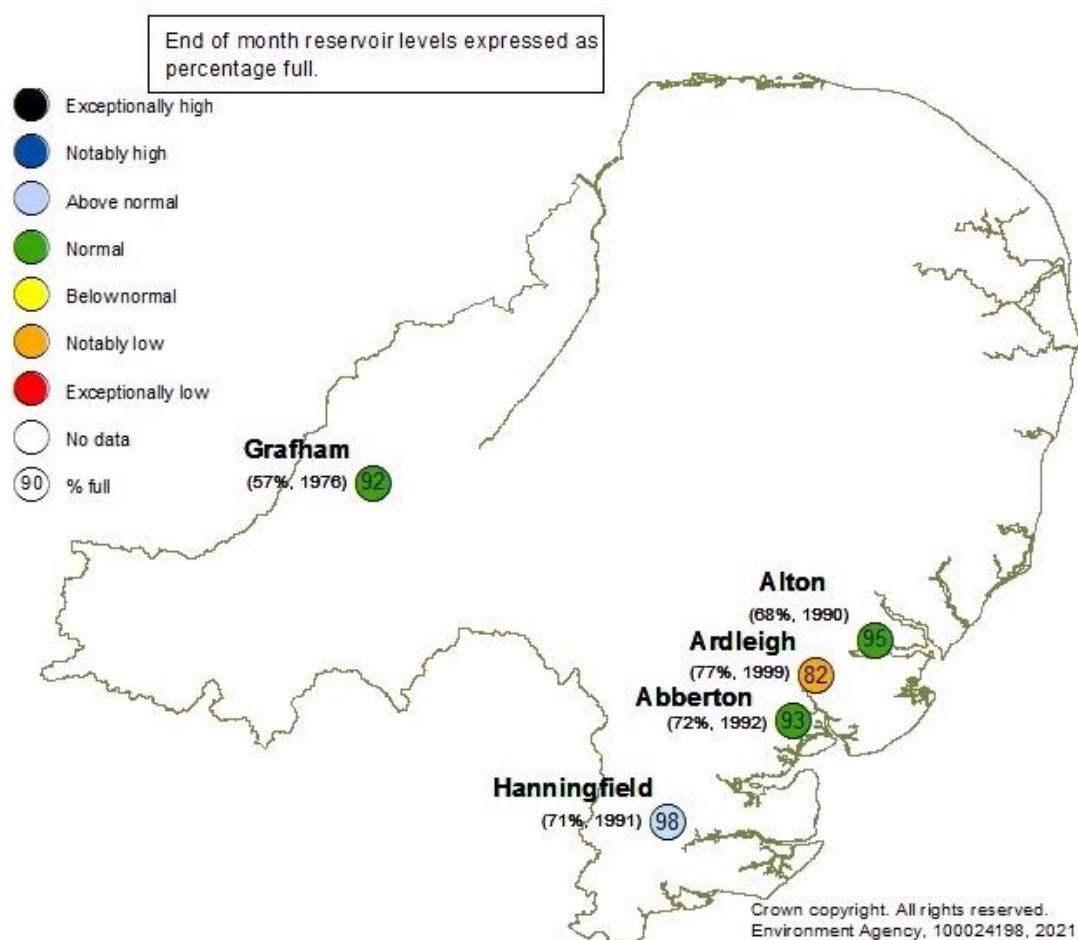 End of month reservoir levels expressed as
percentage full.
Exceptionally high
Notably high
Above normal
Normal
Below normal
Notably low
Exceptionally low
No data
90 % full
Grafham
(57%, 1976) 92
Alton
(68%, 1990) 95
Ardleigh
(77%, 1999) 82
Abberton
(72%, 1992) 93
Hanningfield
(71%, 1991) 98
Crown copyright. All rights reserved.
Environment Agency, 100024198, 2021